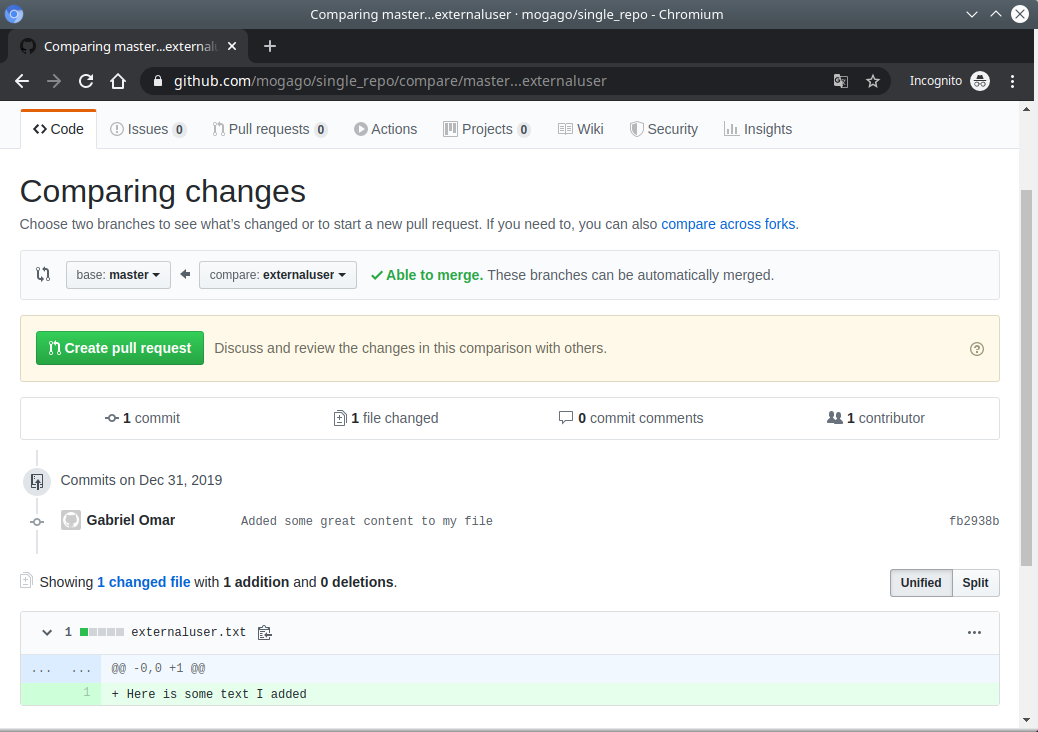 Comparing master...externaluser · mogago/single_repo - Chromium
Comparing master...external
github.com/mogago/single_repo/compare/master...externaluser
Incognito
Code
Issues 0
Pull requests 0
Actions
Projects 0
Wiki
Security
Insights
Comparing changes
Choose two branches to see what's changed or to start a new pull request. If you need to, you can also compare across forks.
base: master
compare: externaluser
Able to merge. These branches can be automatically merged.
Create pull request
Discuss and review the changes in this comparison with others.
1 commit
1 file changed
0 commit comments
1 contributor
Commits on Dec 31, 2019
Gabriel Omar
Added some great content to my file
fb2938b
Showing 1 changed file with 1 addition and 0 deletions.
Unified
Split
1
externaluser.txt
... ... @@ -0,0 +1 @@
1 + Here is some text I added